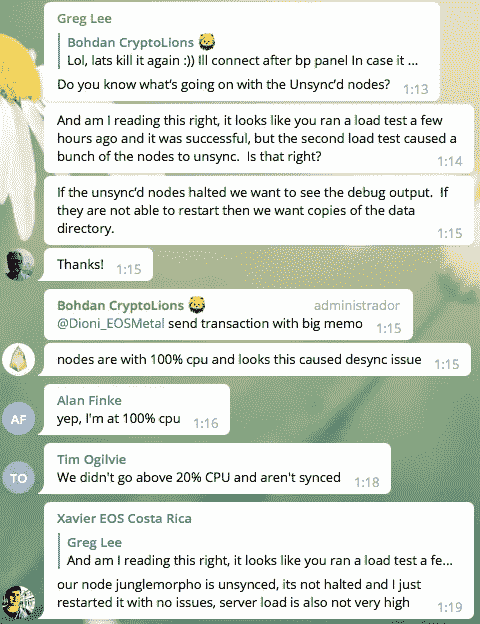 Greg Lee
Bohdan CryptoLions 🦁
Lol, lats kill it again :)) Ill connect after bp panel In case it ...
Do you know what's going on with the Unsync'd nodes? 1:13
And am I reading this right, it looks like you ran a load test a few
hours ago and it was successful, but the second load test caused a
bunch of the nodes to unsync.  Is that right? 1:14
If the unsync'd nodes halted we want to see the debug output.  If
they are not able to restart then we want copies of the data
directory. 1:15
Thanks! 1:15
Bohdan CryptoLions 🦁 administrador
@Dioni_EOSMetal send transaction with big memo 1:15
nodes are with 100% cpu and looks this caused desync issue 1:15
Alan Finke
AF yep, I'm at 100% cpu 1:16
Tim Ogilvie
TO We didn't go above 20% CPU and aren't synced 1:18
Xavier EOS Costa Rica
Greg Lee
And am I reading this right, it looks like you ran a load test a fe...
our node junglemorpho is unsynced, its not halted and I just
restarted it with no issues, server load is also not very high 1:19